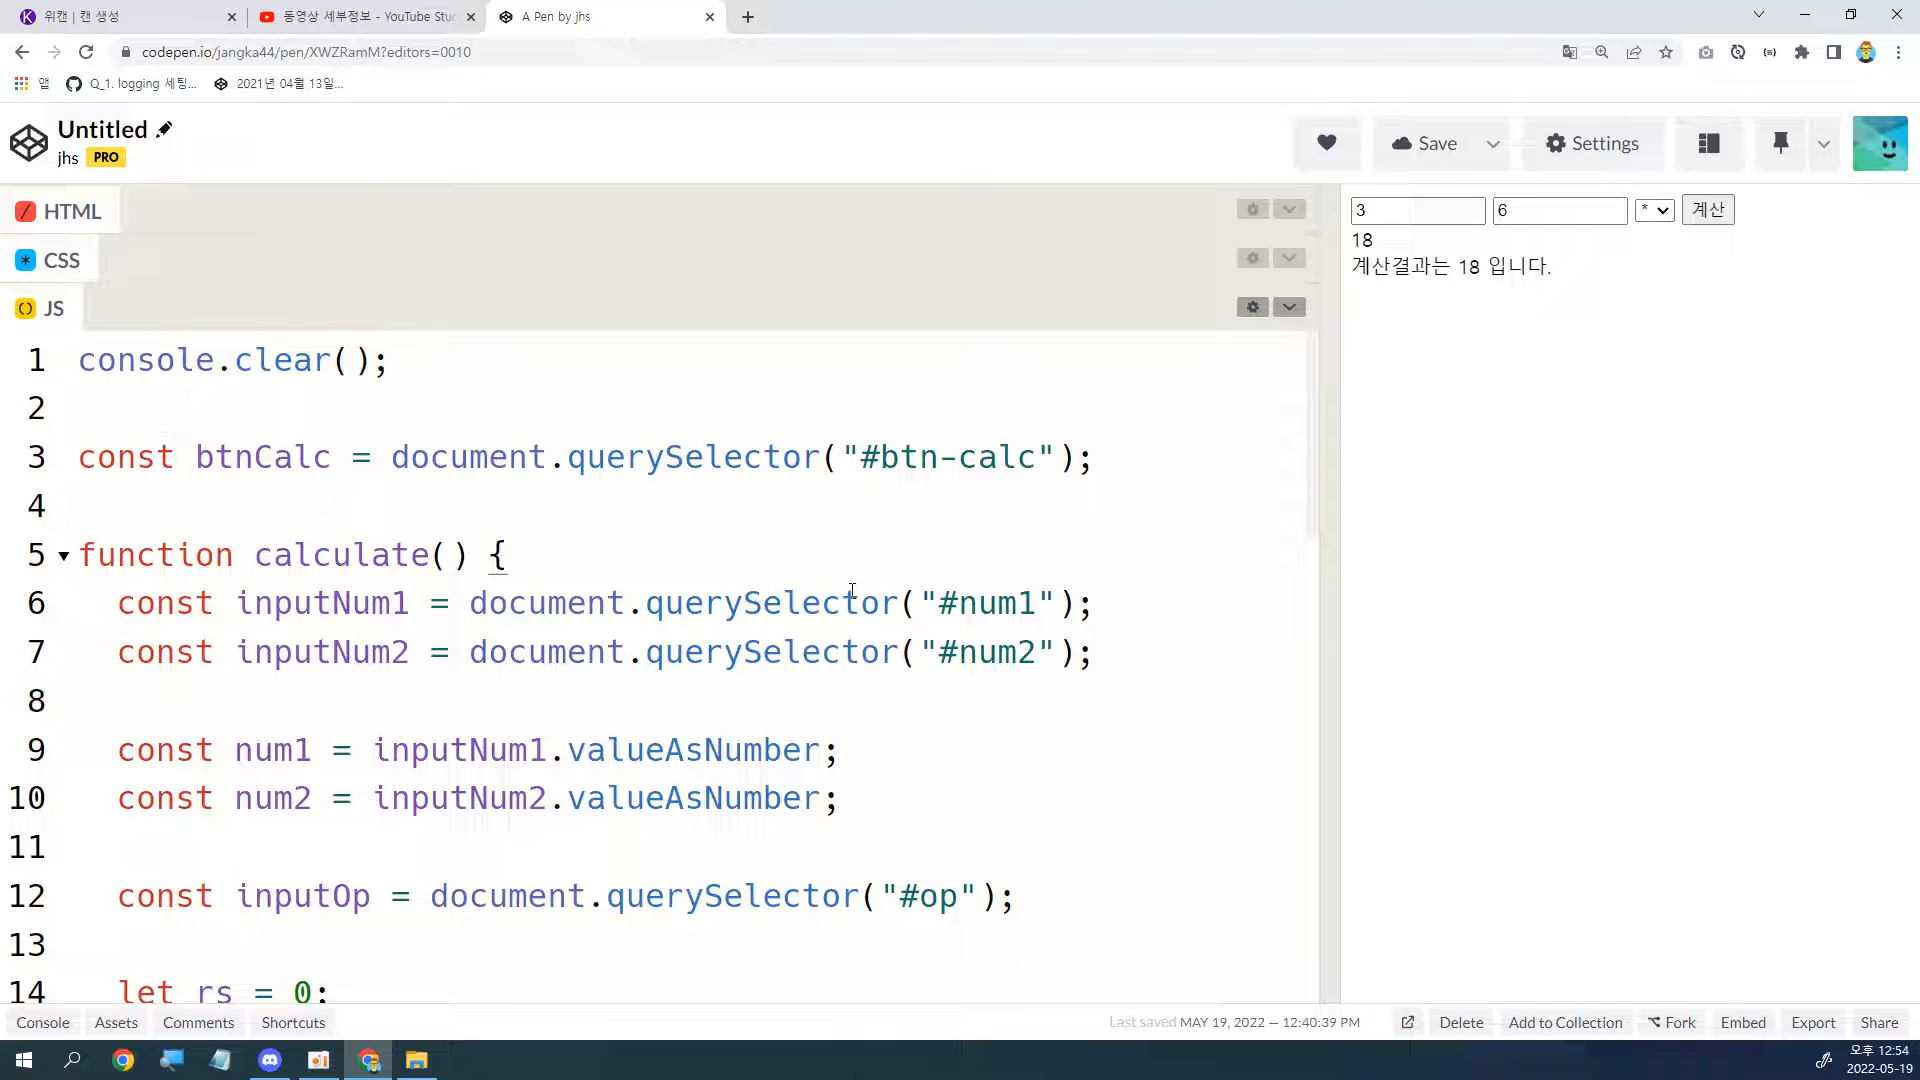 위캔 | 캔 생성
동영상 세부정보 - YouTube Stu
A Pen by jhs
codepen.io/jangka44/pen/XWZRamM?editors=0010
앱
Q_1. logging 세팅...
2021년 04월 13일...
Untitled
jhs PRO
Save
Settings
HTML
CSS
JS
3 6 * 계산
18
계산결과는 18 입니다.
1 console.clear();
2
3 const btnCalc = document.querySelector("#btn-calc");
4
5 function calculate() {
6 const inputNum1 = document.querySelector("#num1");
7 const inputNum2 = document.querySelector("#num2");
8
9 const num1 = inputNum1.valueAsNumber;
10 const num2 = inputNum2.valueAsNumber;
11
12 const inputOp = document.querySelector("#op");
13
14 let rs = 0;
Console Assets Comments Shortcuts
Last saved MAY 19, 2022 — 12:40:39 PM
Delete Add to Collection Fork Embed Export Share
오후 12:54
2022-05-19